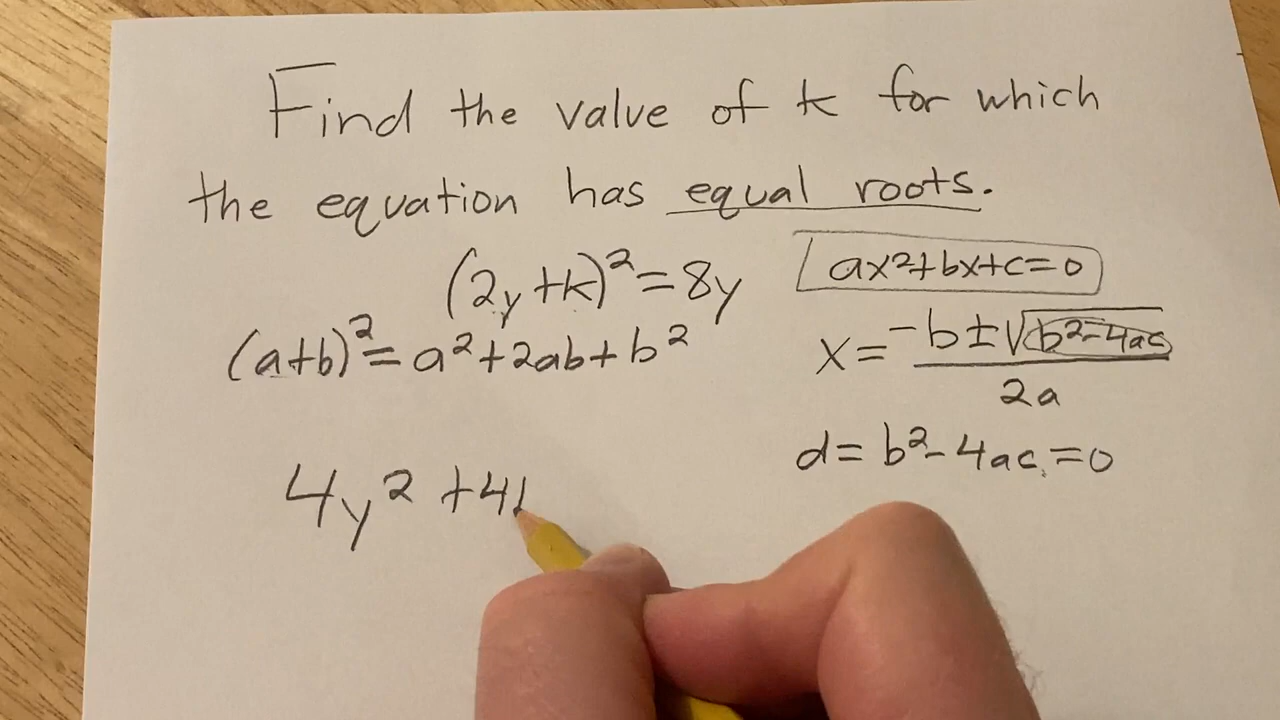 Find the value of k for which
the equation has equal roots.
(2y+k)²=8y
ax²+bx+c=0
(a+b)²=a²+2ab+b²
x=-b±√b²-4ac
2a
d=b²-4ac=0
4y²+4